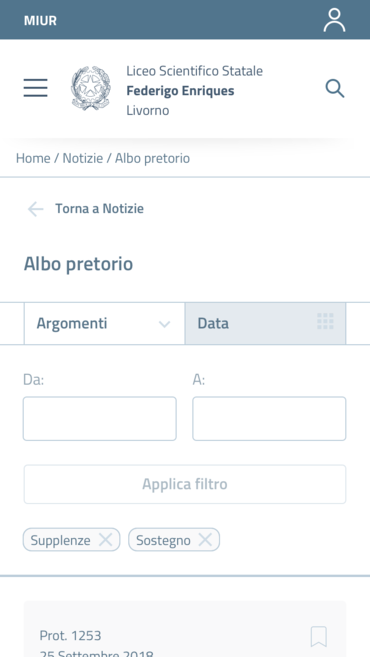 MIUR
Liceo Scientifico Statale
Federigo Enriques
Livorno
Home / Notizie / Albo pretorio
Torna a Notizie
Albo pretorio
Argomenti
Data
Da:
A:
Applica filtro
Supplenze
Sostegno
Prot. 1253
25 Settembre 2018